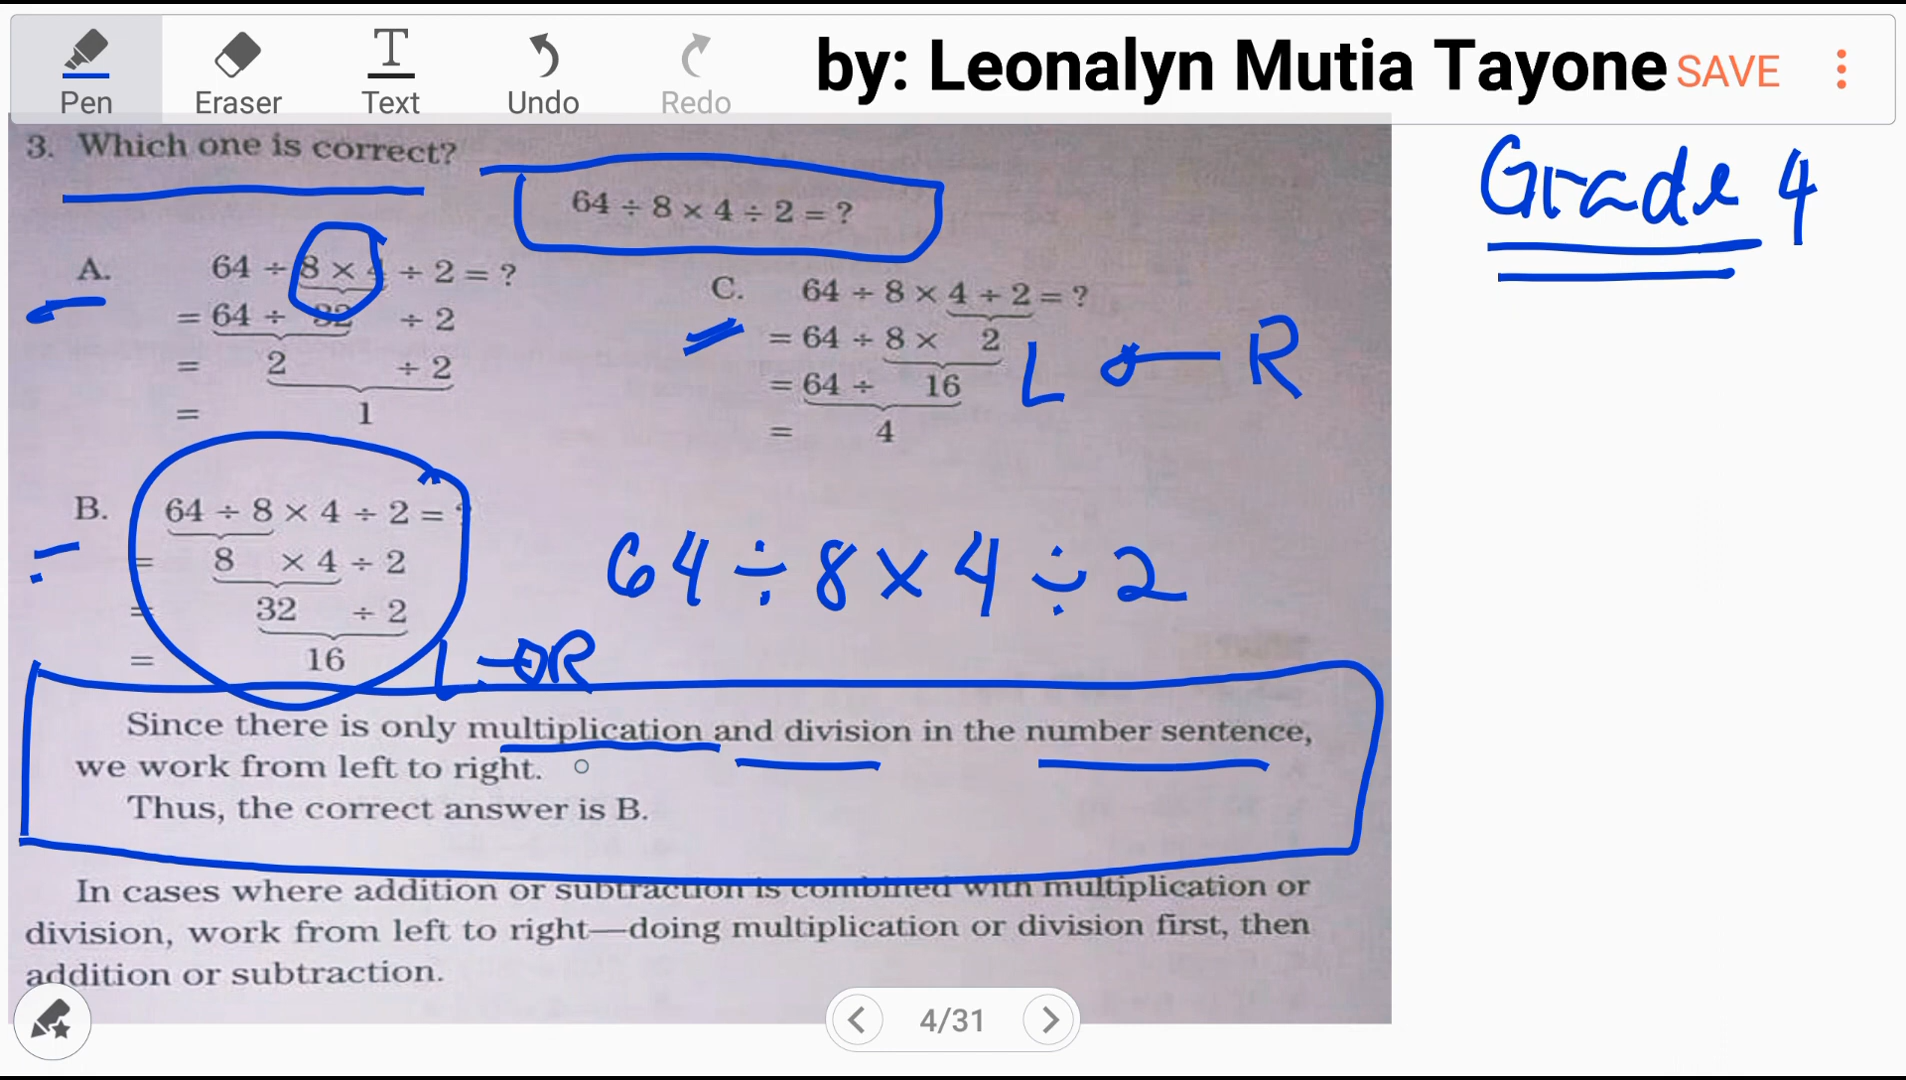 Pen
Eraser
Text
Undo
Redo
by: Leonalyn Mutia Tayone
SAVE
3. Which one is correct?
64 ÷ 8 × 4 ÷ 2 = ?
Grade 4
A. 64 ÷ 8 × 4 ÷ 2 = ?
= 64 ÷ 32 ÷ 2
= 2 ÷ 2
= 1
C. 64 ÷ 8 × 4 ÷ 2 = ?
= 64 ÷ 8 × 2
= 64 ÷ 16
= 4
L R
B. 64 ÷ 8 × 4 ÷ 2 = ?
= 8 × 4 ÷ 2
= 32 ÷ 2
= 16
64 ÷ 8 × 4 ÷ 2
L R
Since there is only multiplication and division in the number sentence,
we work from left to right.
Thus, the correct answer is B.
In cases where addition or subtraction is combined with multiplication or
division, work from left to right—doing multiplication or division first, then
addition or subtraction.
4/31